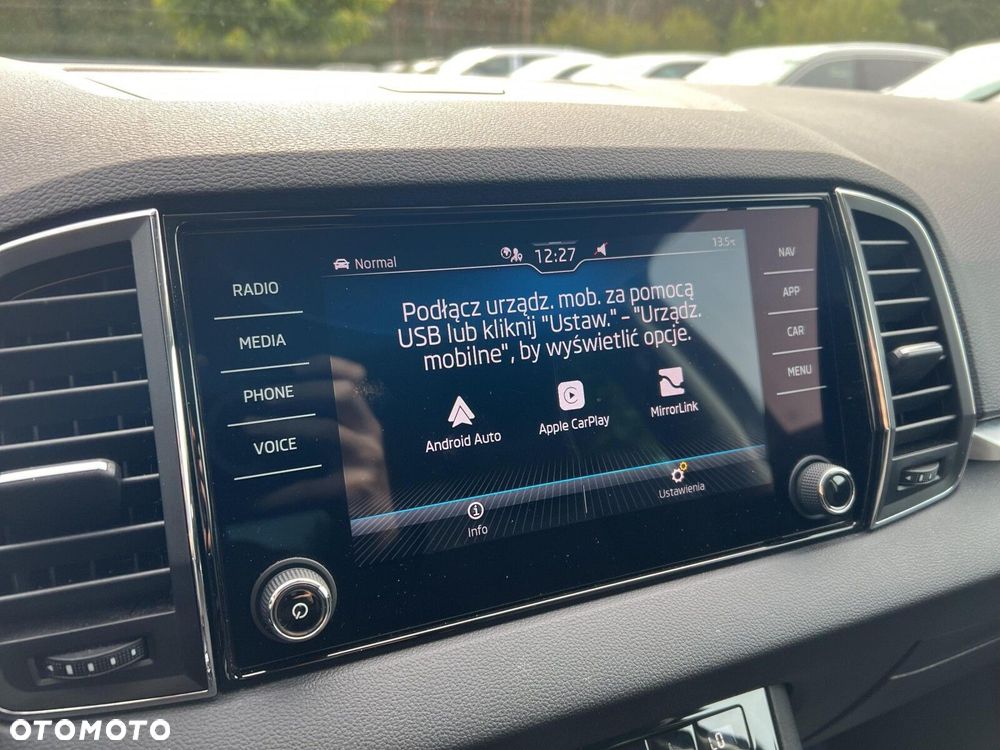 RADIO
MEDIA
PHONE
VOICE
Normal
12:27
13.5°C
Podłącz urządz. mob. za pomocą
USB lub kliknij "Ustaw." – "Urządz.
mobilne", by wyświetlić opcje.
Android Auto
Apple CarPlay
MirrorLink
Info
Ustawienia
NAV
APP
CAR
MENU
OTOMOTO